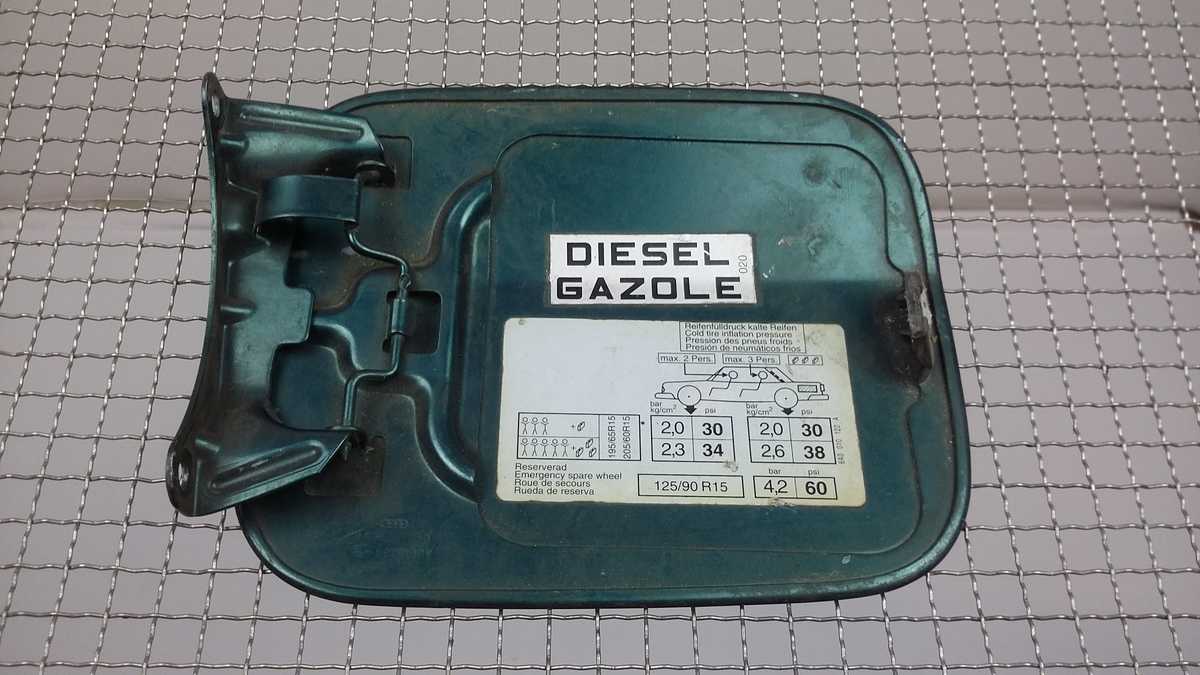 DIESEL
GAZOLE
020
Reifenfülldruck kalte Reifen
Cold tire inflation pressure
Pression des pneus froids
Presión de neumáticos frios
max. 2 Pers.
max. 3 Pers.
bar psi
kg/cm²
bar psi
kg/cm²
195/65R15
205/60R15
*
2,0 30
2,3 34
2,0 30
2,6 38
Reserverad
Emergency spare wheel
Roue de secours
Rueda de reserva
125/90 R15
bar psi
4,2 60